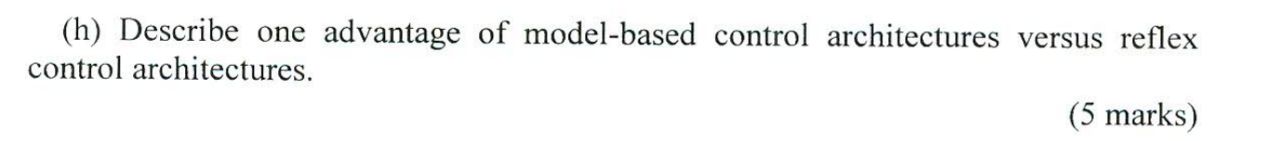 (h) Describe one advantage of model-based control architectures versus reflex
control architectures.
(5 marks)